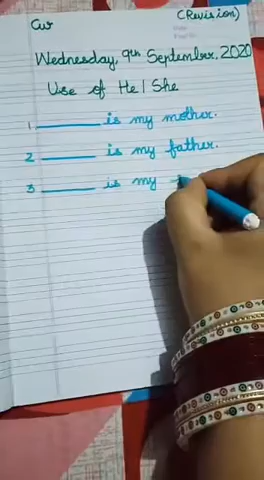 CW (Revision)
Wednesday, 9th September, 2020
Use of He | She
1. ______ is my mother.
2. ______ is my father.
3. ______ is my